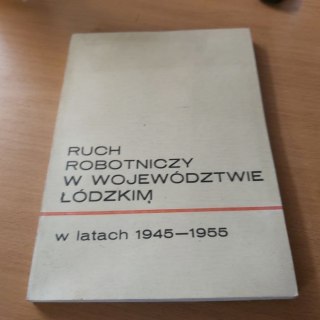 RUCH
ROBOTNICZY
W WOJEWÓDZTWIE
ŁÓDZKIM
w latach 1945—1955